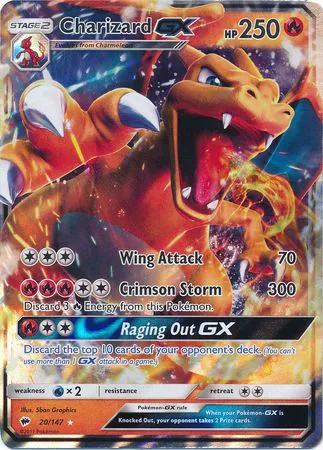 STAGE 2 Charizard GX HP 250
Evolves from Charmeleon
Wing Attack 70
Crimson Storm 300
Discard 3 Energy from this Pokémon.
Raging Out GX
Discard the top 10 cards of your opponent's deck. (You can't
use more than 1 GX attack in a game.)
weakness ×2 resistance retreat
Illus. 5ban Graphics
20/147
©2017 Pokémon
Pokémon-GX rule
When your Pokémon-GX is
Knocked Out, your opponent takes 2 Prize cards.